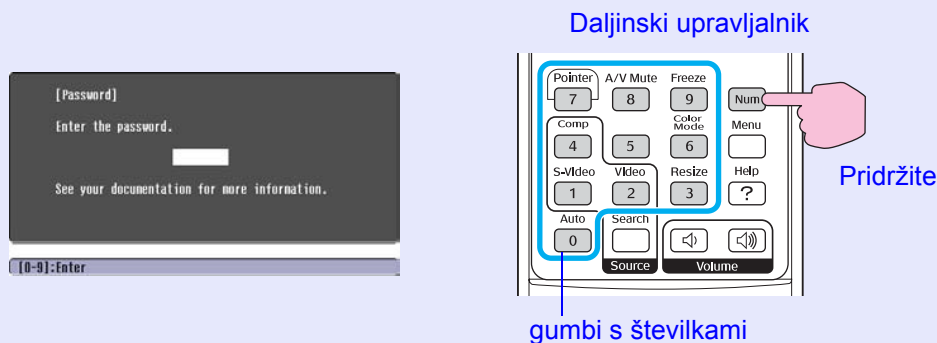 Daljinski upravljalnik
[Password]
Enter the password.
See your documentation for more information.
[0-9]:Enter
Pointer A/V Mute Freeze
7 8 9 Num
Comp Color Mode Menu
4 5 6
S-Video Video Resize Help
1 2 3 ?
Auto Search
0
Source Volume
Pridržite
gumbi s številkami